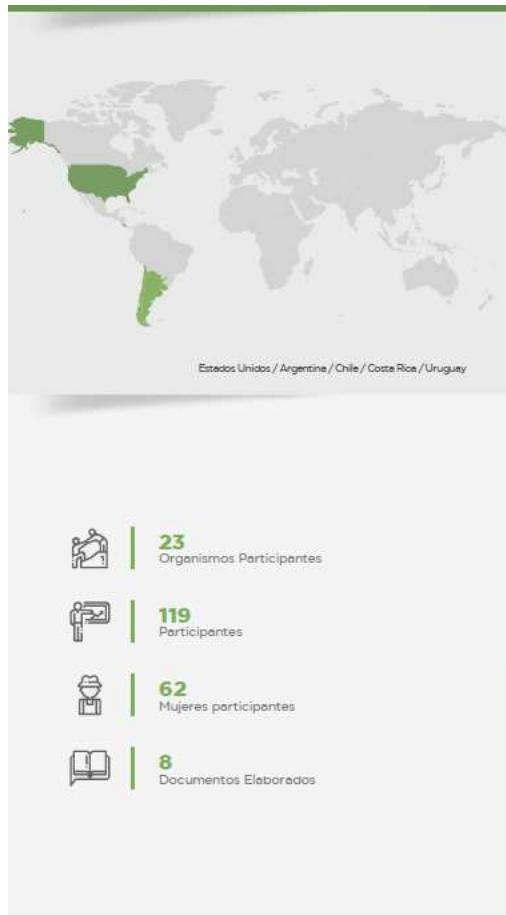 Estados Unidos / Argentina / Chile / Costa Rica / Uruguay
23
Organismos Participantes
119
Participantes
62
Mujeres participantes
8
Documentos Elaborados